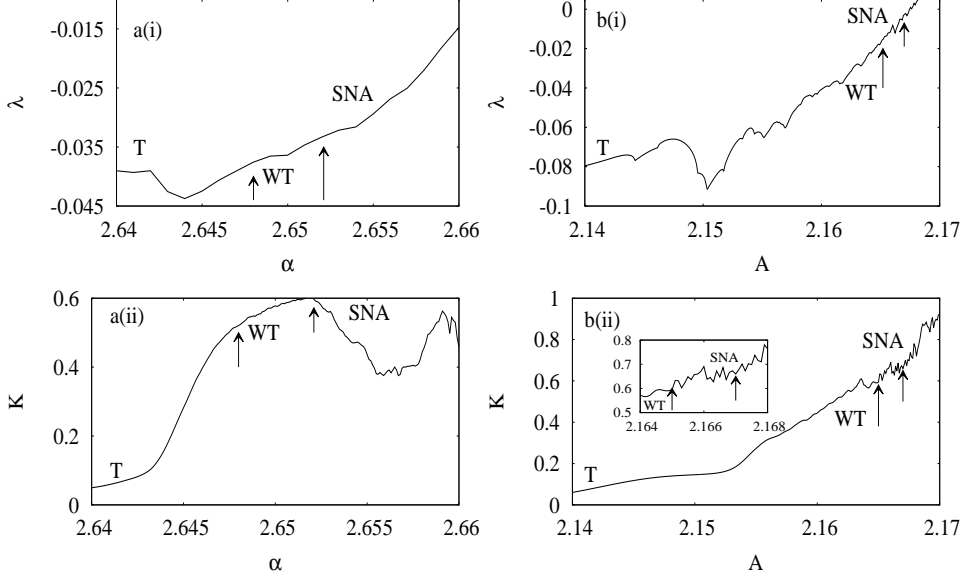 -0.015
-0.025
-0.035
-0.045
λ
a(i)
T
WT
SNA
2.64 2.645 2.65 2.655 2.66
α
0
-0.02
-0.04
-0.06
-0.08
-0.1
λ
b(i)
T
WT
SNA
2.14 2.15 2.16 2.17
A
0.6
0.4
0.2
0
K
a(ii)
T
WT
SNA
2.64 2.645 2.65 2.655 2.66
α
1
0.8
0.6
0.4
0.2
0
K
b(ii)
0.8
0.7
0.6
0.5
WT
SNA
2.164 2.166 2.168
T
WT
SNA
2.14 2.15 2.16 2.17
A